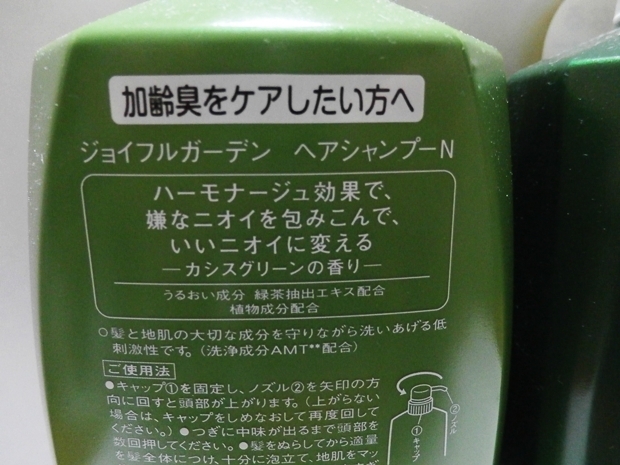 加齢臭をケアしたい方へ
ジョイフルガーデン ヘアシャンプーN
ハーモナージュ効果で、
嫌なニオイを包みこんで、
いいニオイに変える
―カシスグリーンの香り―
うるおい成分 緑茶抽出エキス配合
植物成分配合
○髪と地肌の大切な成分を守りながら洗いあげる低
刺激性です。(洗浄成分AMT**配合)
ご使用法
●キャップ①を固定し、ノズル②を矢印の方
向に回すと頭部が上がります。(上がらない
場合は、キャップをしめなおして再度回して
ください。)●つぎに中味が出るまで頭部を
数回押してください。●髪をぬらしてから適量
を髪全体につけ、十分に泡立て、地肌をマッ
②ノズル
①キャップ